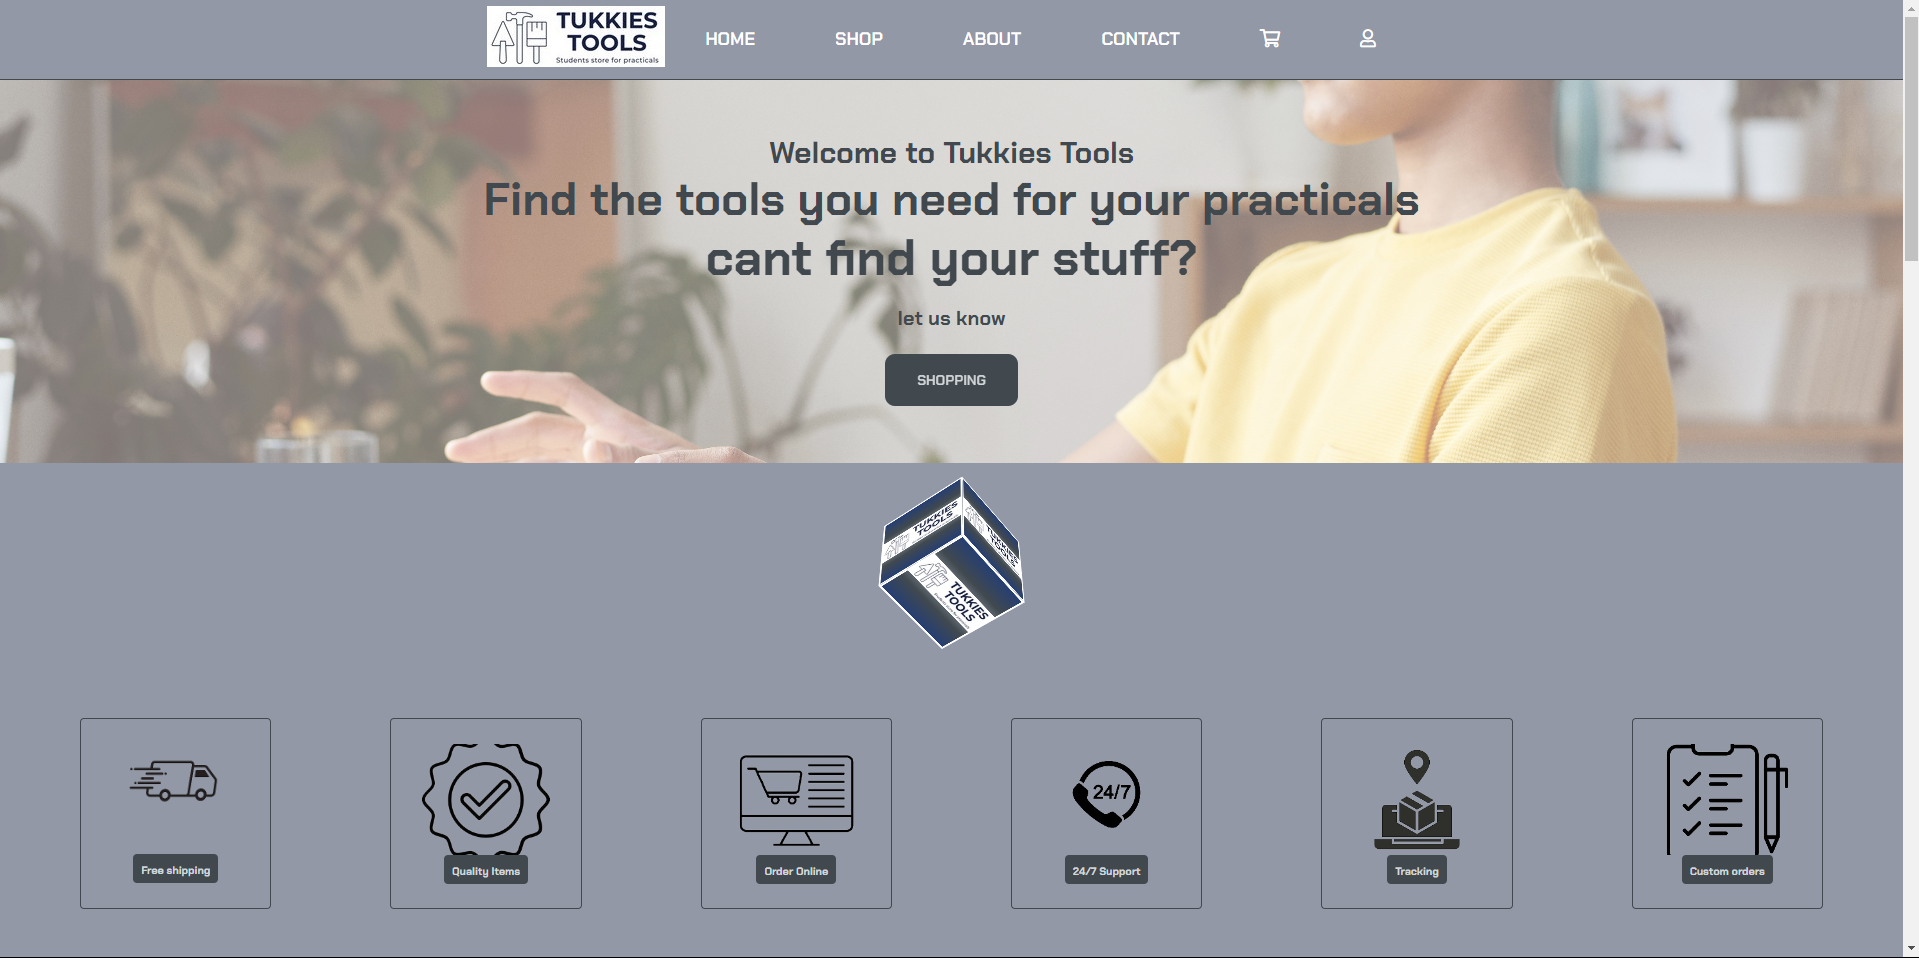 TUKKIES
TOOLS
Students store for practicals
HOME
SHOP
ABOUT
CONTACT
Welcome to Tukkies Tools
Find the tools you need for your practicals
cant find your stuff?
let us know
SHOPPING
TUKKIES
TOOLS
TUKKIES
TOOLS
TUKKIES
TOOLS
24/7
Free shipping
Quality Items
Order Online
24/7 Support
Tracking
Custom orders